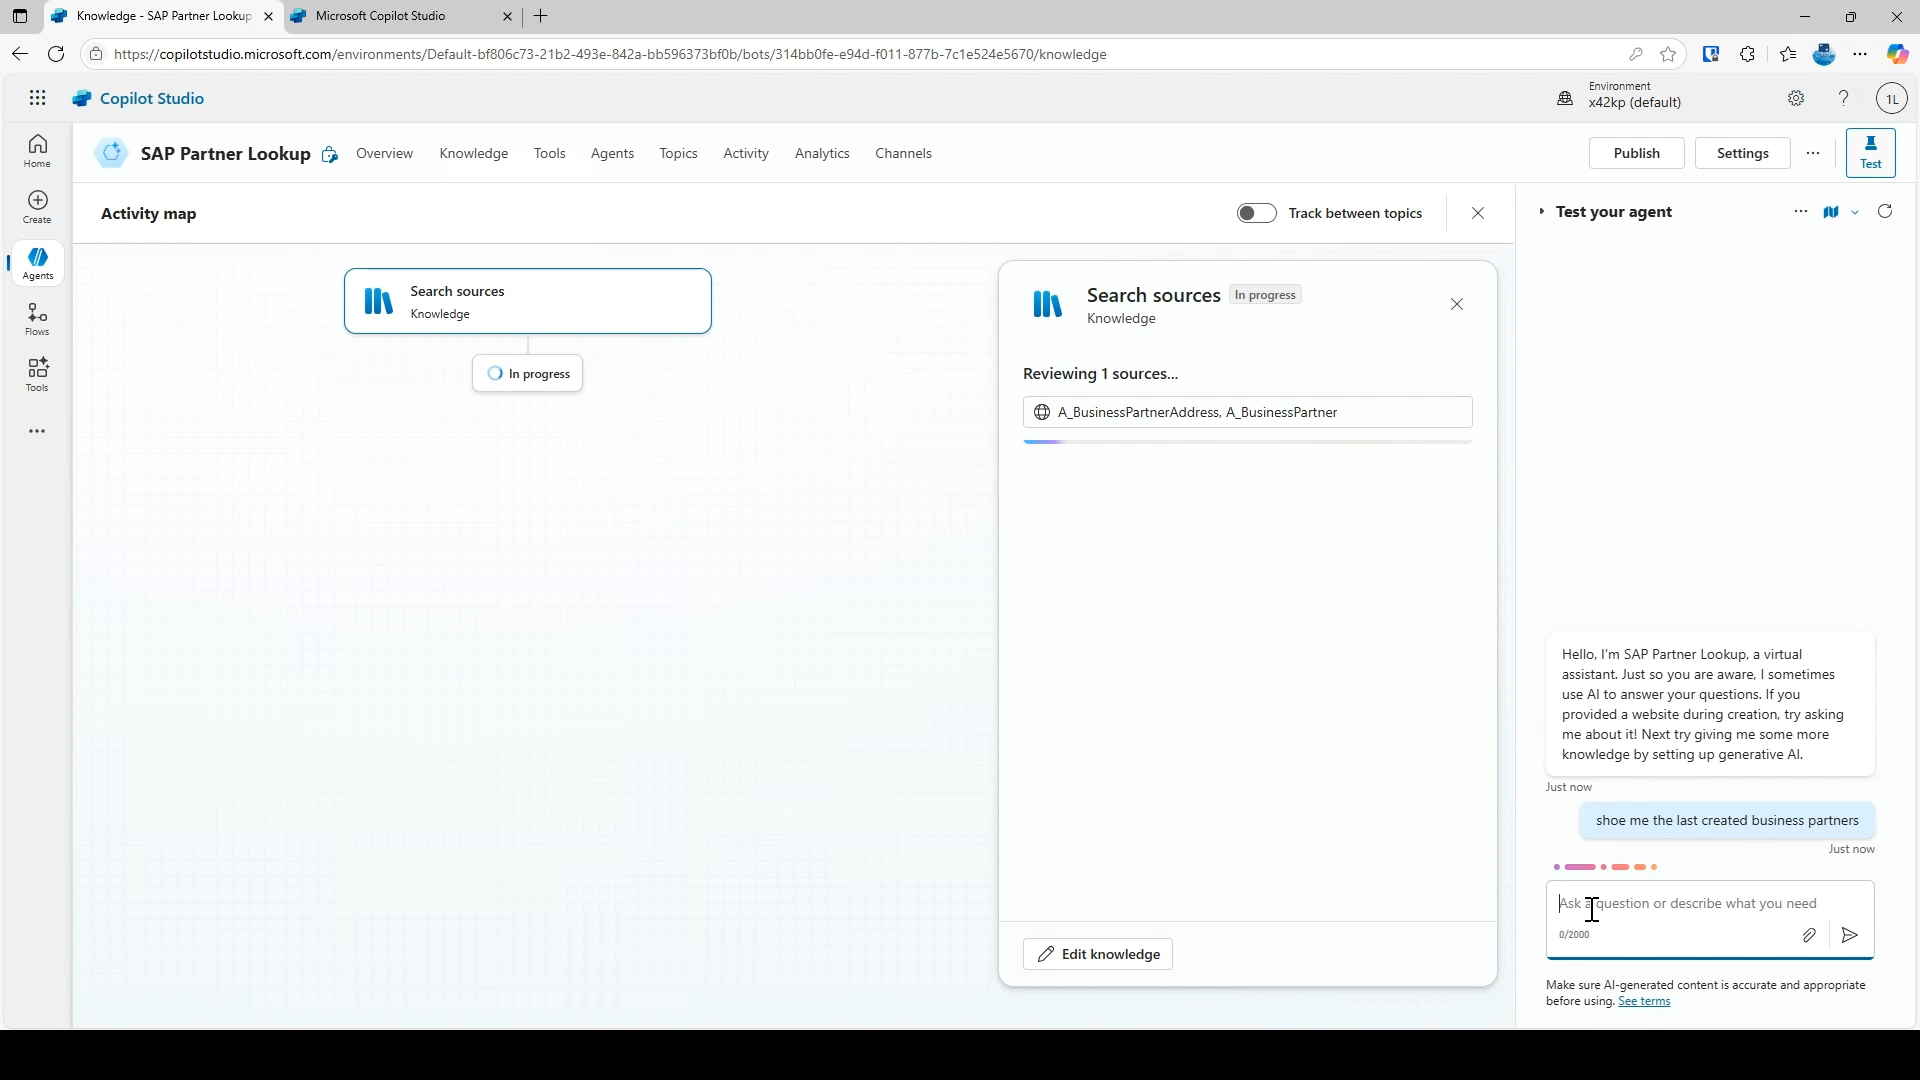 Knowledge - SAP Partner Lookup
Microsoft Copilot Studio
https://copilotstudio.microsoft.com/environments/Default-bf806c73-21b2-493e-842a-bb596373bf0b/bots/314bb0fe-e94d-f011-877b-7c1e524e5670/knowledge
Copilot Studio
Environment
x42kp (default)
1L
Home
Create
Agents
Flows
Tools
SAP Partner Lookup
Overview
Knowledge
Tools
Agents
Topics
Activity
Analytics
Channels
Publish
Settings
Test
Activity map
Track between topics
Search sources
Knowledge
In progress
Search sources
In progress
Knowledge
Reviewing 1 sources...
A_BusinessPartnerAddress, A_BusinessPartner
Edit knowledge
Test your agent
Hello, I'm SAP Partner Lookup, a virtual
assistant. Just so you are aware, I sometimes
use AI to answer your questions. If you
provided a website during creation, try asking
me about it! Next try giving me some more
knowledge by setting up generative AI.
Just now
shoe me the last created business partners
Just now
Ask a question or describe what you need
0/2000
Make sure AI-generated content is accurate and appropriate
before using. See terms